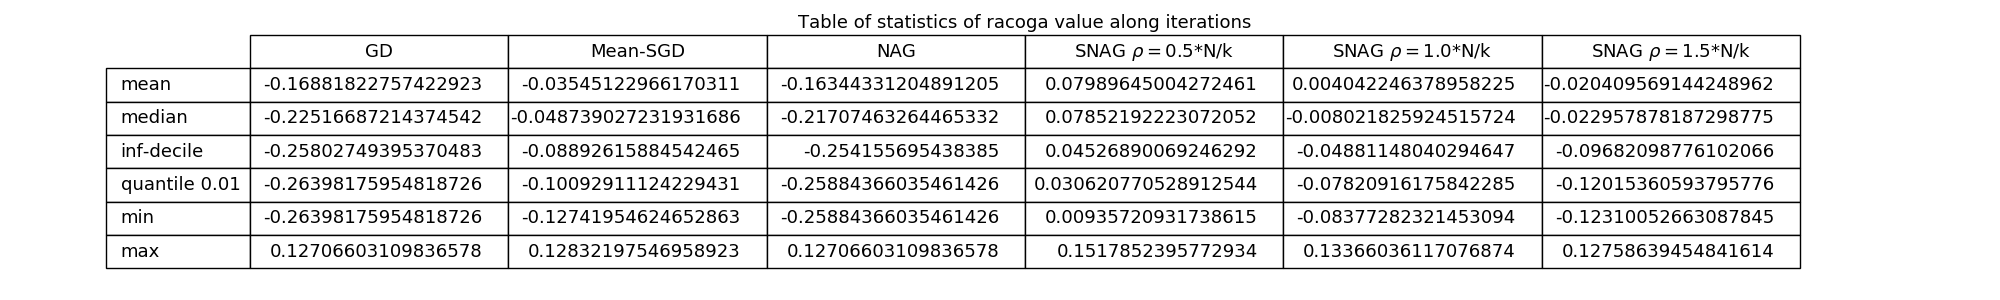 Table of statistics of racoga value along iterations
GD Mean-SGD NAG SNAG ρ = 0.5*N/k SNAG ρ = 1.0*N/k SNAG ρ = 1.5*N/k
mean -0.16881822757422923 -0.035451229661703​11 -0.16344331204891205 0.07989645004272461 0.004042246378958225 -0.020409569144248962
median -0.22516687214374542 -0.048739027231931686 -0.21707463264465332 0.07852192223072052 -0.008021825924515724 -0.022957878187298775
inf-decile -0.25802749395370483 -0.08892615884542465 -0.254155695438385 0.04526890069246292 -0.04881148040294647 -0.09682098776102066
quantile 0.01 -0.26398175954818726 -0.10092911124229431 -0.25884366035461426 0.030620770528912544 -0.07820916175842285 -0.12015360593795776
min -0.26398175954818726 -0.12741954624652863 -0.25884366035461426 0.00935720931738615 -0.08377282321453094 -0.12310052663087845
max 0.12706603109836578 0.12832197546958923 0.12706603109836578 0.1517852395772934 0.13366036117076874 0.12758639454841614